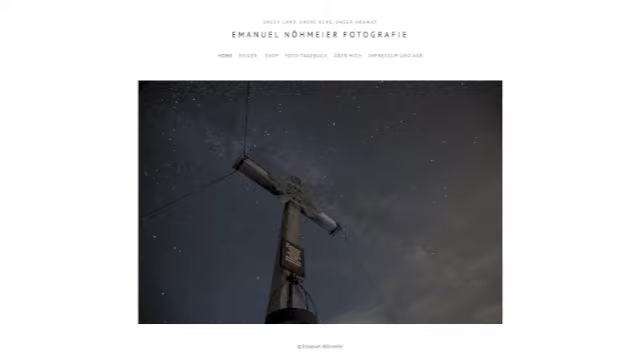 UNSER LAND, UNSRE BERG, UNSER HOAMAT
EMANUEL NÖHMEIER FOTOGRAFIE
HOME BILDER SHOP FOTO-TAGEBUCH ÜBER MICH IMPRESSUM UND AGB
© Emanuel Nöhmeier